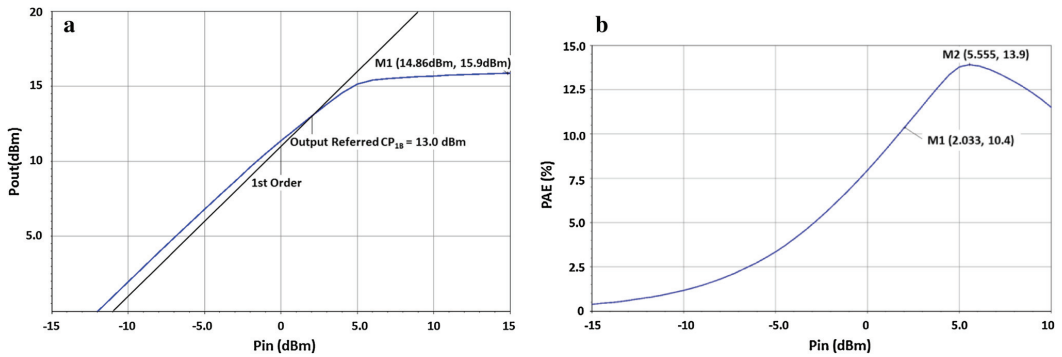 a
20
15
10
5.0
-15
-10
-5.0
0
5.0
10
15
Pout(dBm)
Pin (dBm)
M1 (14.86dBm, 15.9dBm)
Output Referred CP1B = 13.0 dBm
1st Order
b
15.0
12.5
10.0
7.5
5.0
2.5
0
-15
-10
-5.0
0
5.0
10
PAE (%)
Pin (dBm)
M2 (5.555, 13.9)
M1 (2.033, 10.4)